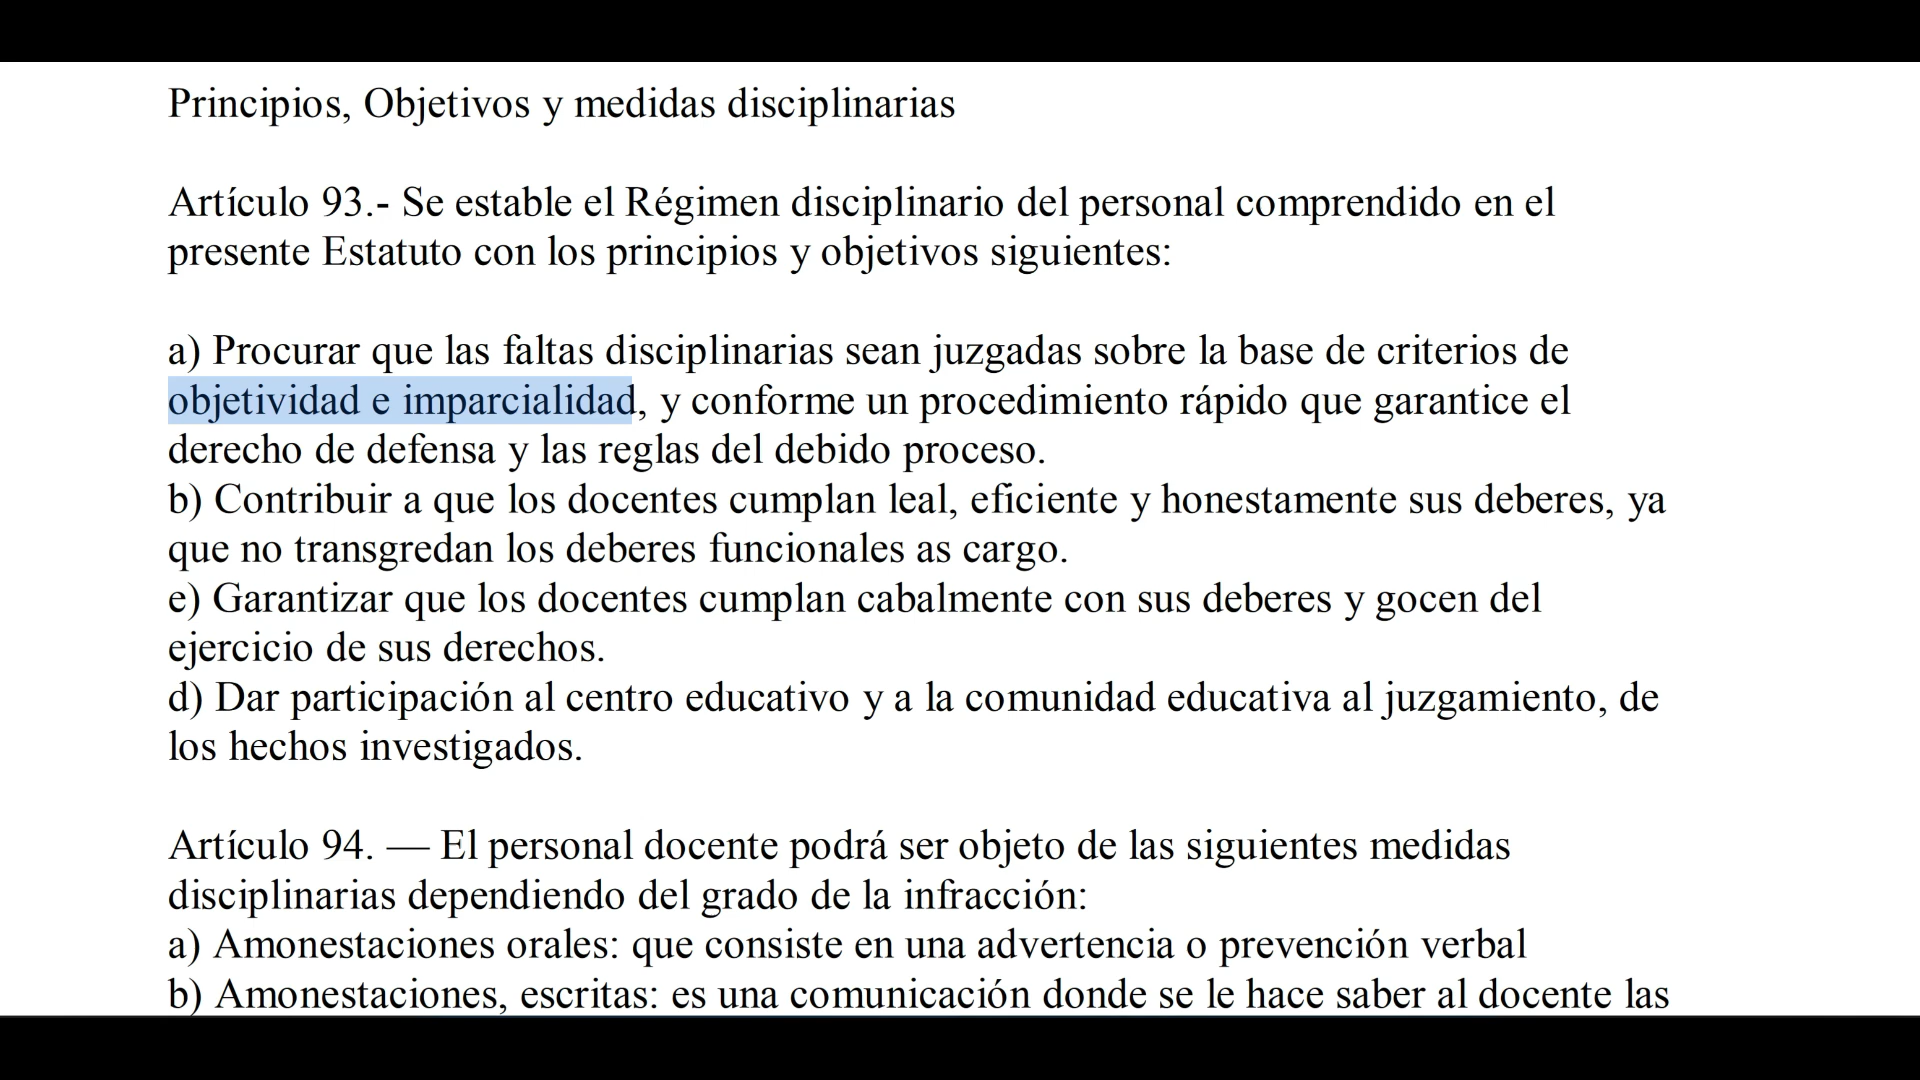 Principios, Objetivos y medidas disciplinarias
Artículo 93.- Se estable el Régimen disciplinario del personal comprendido en el
presente Estatuto con los principios y objetivos siguientes:
a) Procurar que las faltas disciplinarias sean juzgadas sobre la base de criterios de
objetividad e imparcialidad, y conforme un procedimiento rápido que garantice el
derecho de defensa y las reglas del debido proceso.
b) Contribuir a que los docentes cumplan leal, eficiente y honestamente sus deberes, ya
que no transgredan los deberes funcionales as cargo.
e) Garantizar que los docentes cumplan cabalmente con sus deberes y gocen del
ejercicio de sus derechos.
d) Dar participación al centro educativo y a la comunidad educativa al juzgamiento, de
los hechos investigados.
Artículo 94. — El personal docente podrá ser objeto de las siguientes medidas
disciplinarias dependiendo del grado de la infracción:
a) Amonestaciones orales: que consiste en una advertencia o prevención verbal
b) Amonestaciones, escritas: es una comunicación donde se le hace saber al docente las